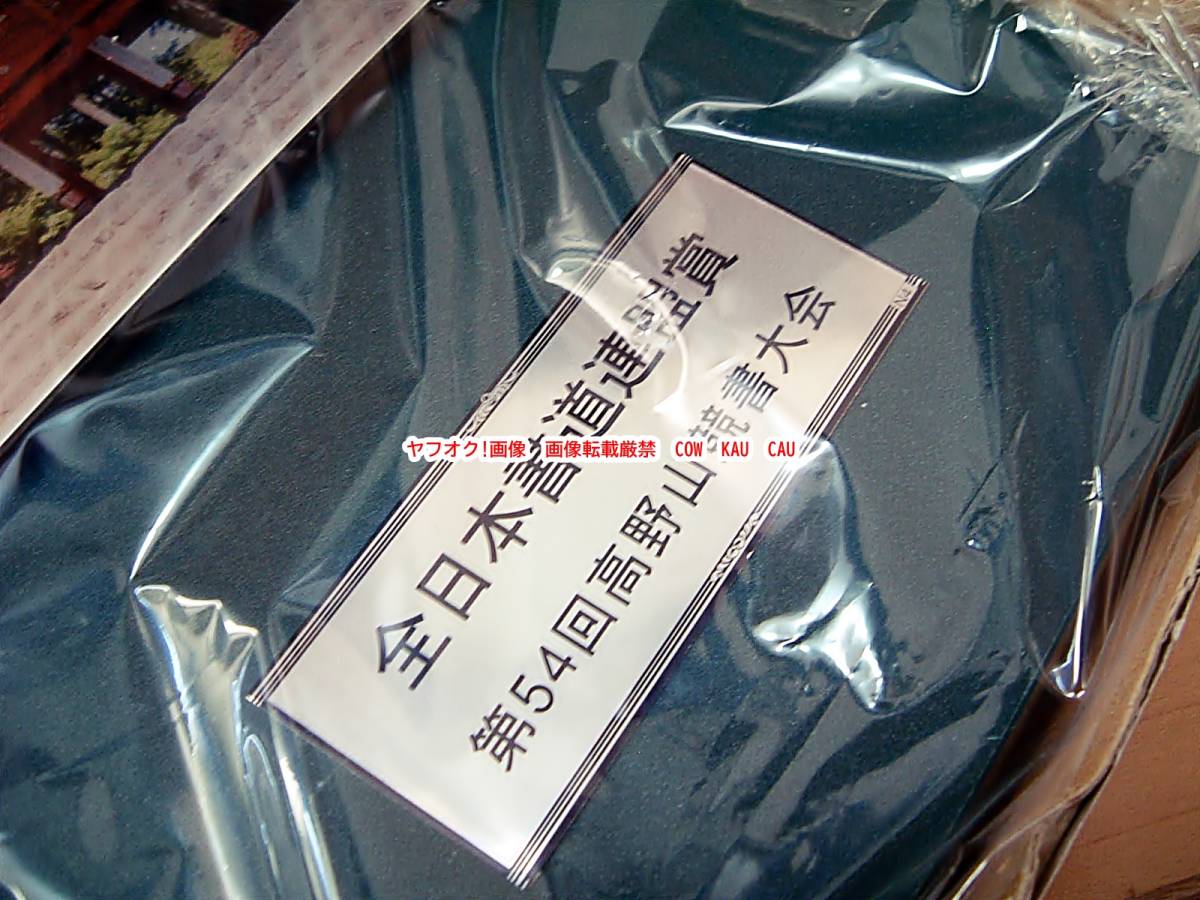 全日本書道連盟賞
第54回高野山競書大会
ヤフオク!画像 画像転載厳禁 COW KAU CAU